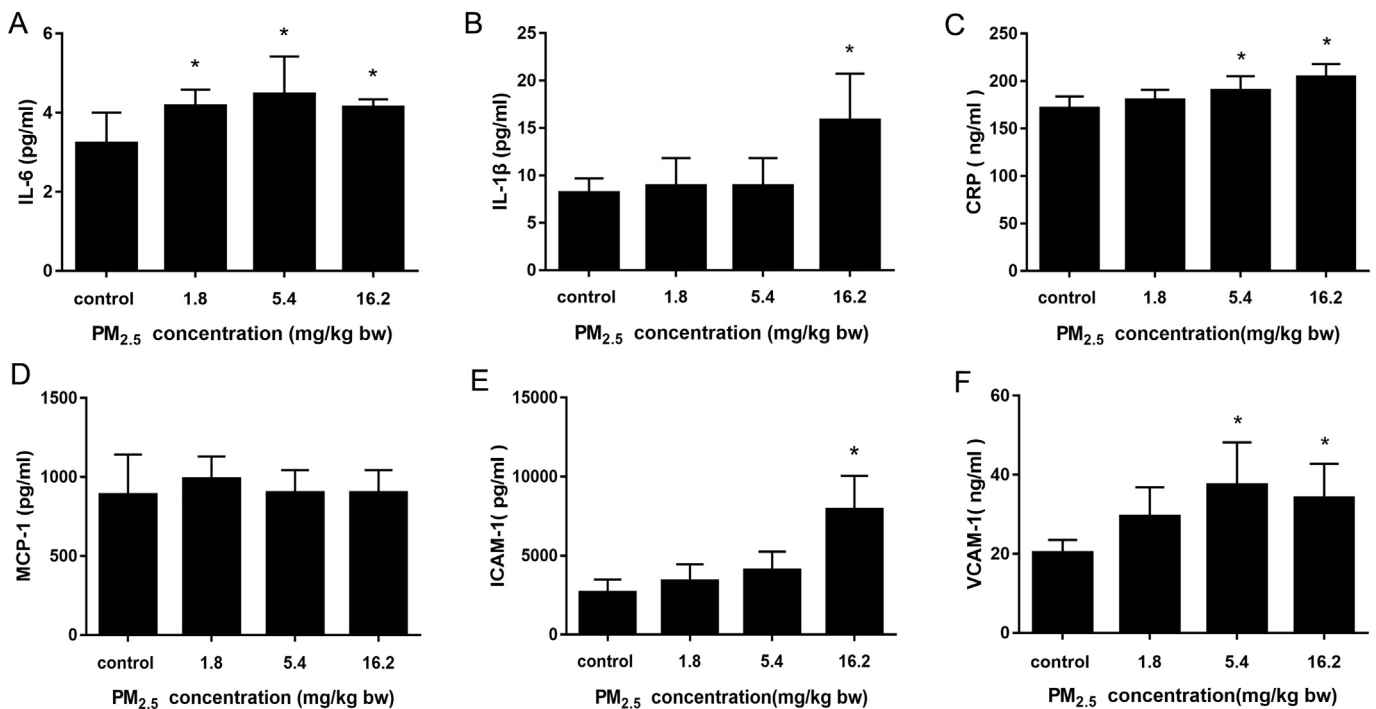 A
IL-6 (pg/ml)
6
4
2
0
*
*
*
control 1.8 5.4 16.2
PM2.5 concentration (mg/kg bw)
B
IL-1β (pg/ml)
25
20
15
10
5
0
*
control 1.8 5.4 16.2
PM2.5 concentration (mg/kg bw)
C
CRP ( ng/ml )
250
200
150
100
50
0
*
*
control 1.8 5.4 16.2
PM2.5 concentration(mg/kg bw)
D
MCP-1 (pg/ml)
1500
1000
500
0
control 1.8 5.4 16.2
PM2.5 concentration (mg/kg bw)
E
ICAM-1( pg/ml )
15000
10000
5000
0
*
control 1.8 5.4 16.2
PM2.5 concentration(mg/kg bw)
F
VCAM-1( ng/ml )
60
40
20
0
*
*
control 1.8 5.4 16.2
PM2.5 concentration(mg/kg bw)